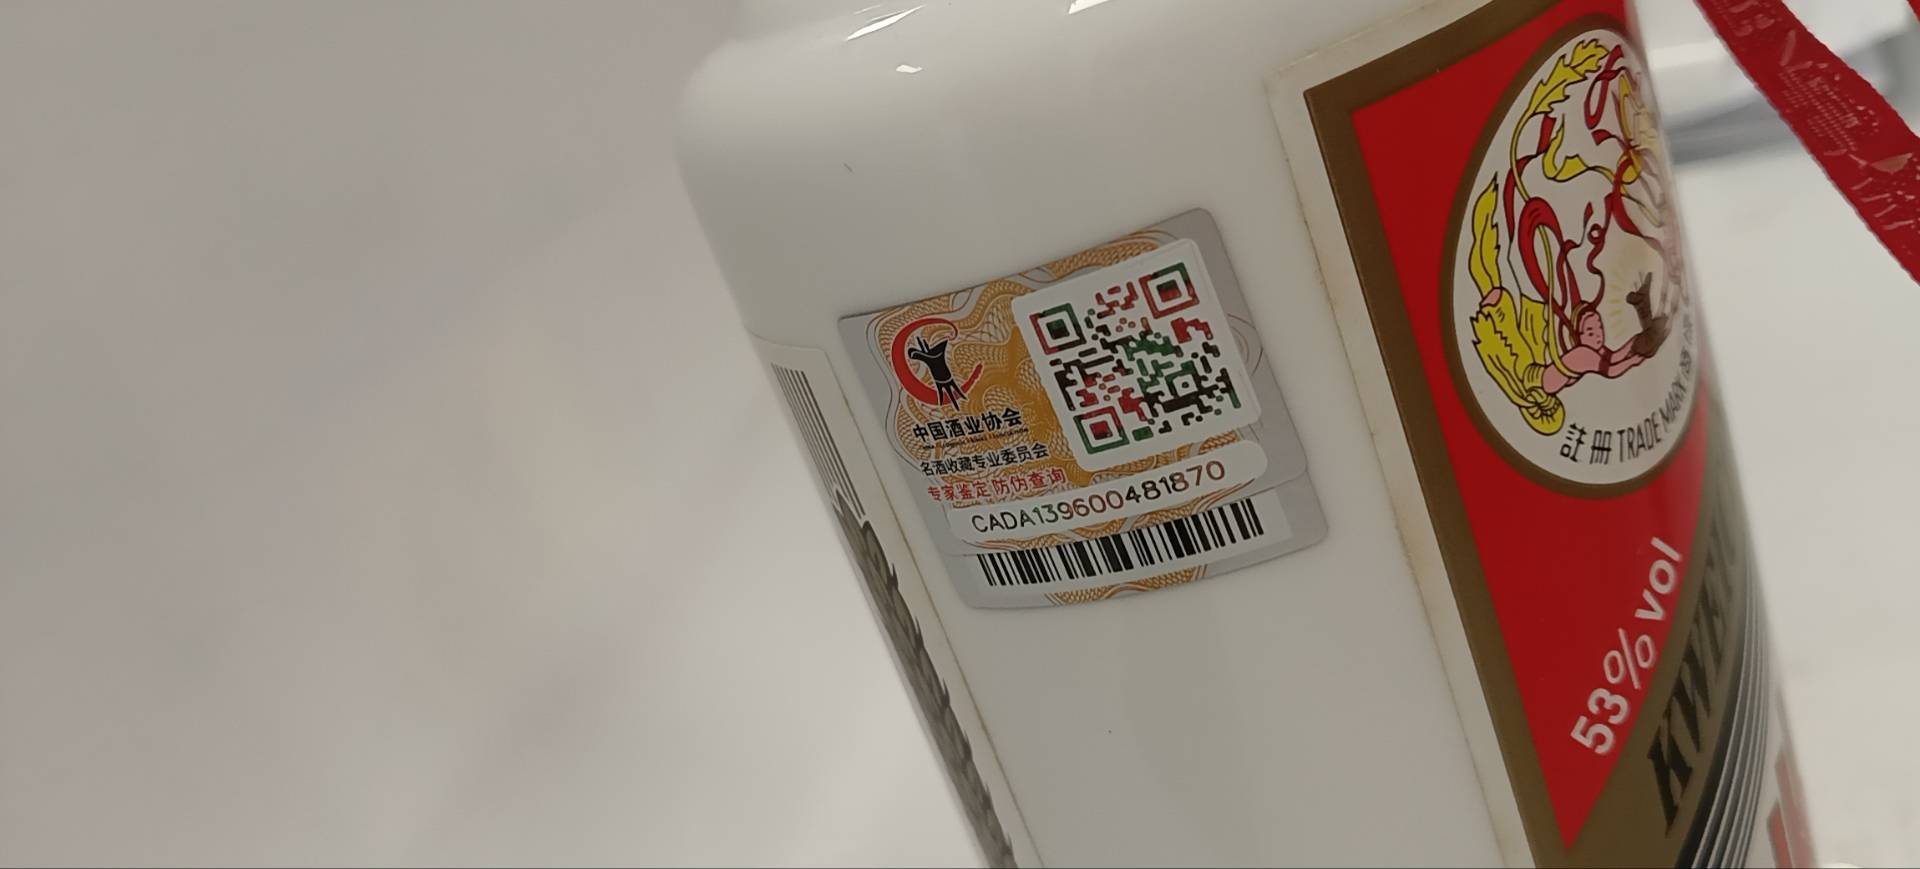 中国酒业协会
名酒收藏专业委员会
专家鉴定 防伪查询
CADA139600481870
註册 TRADE MARK
53%vol